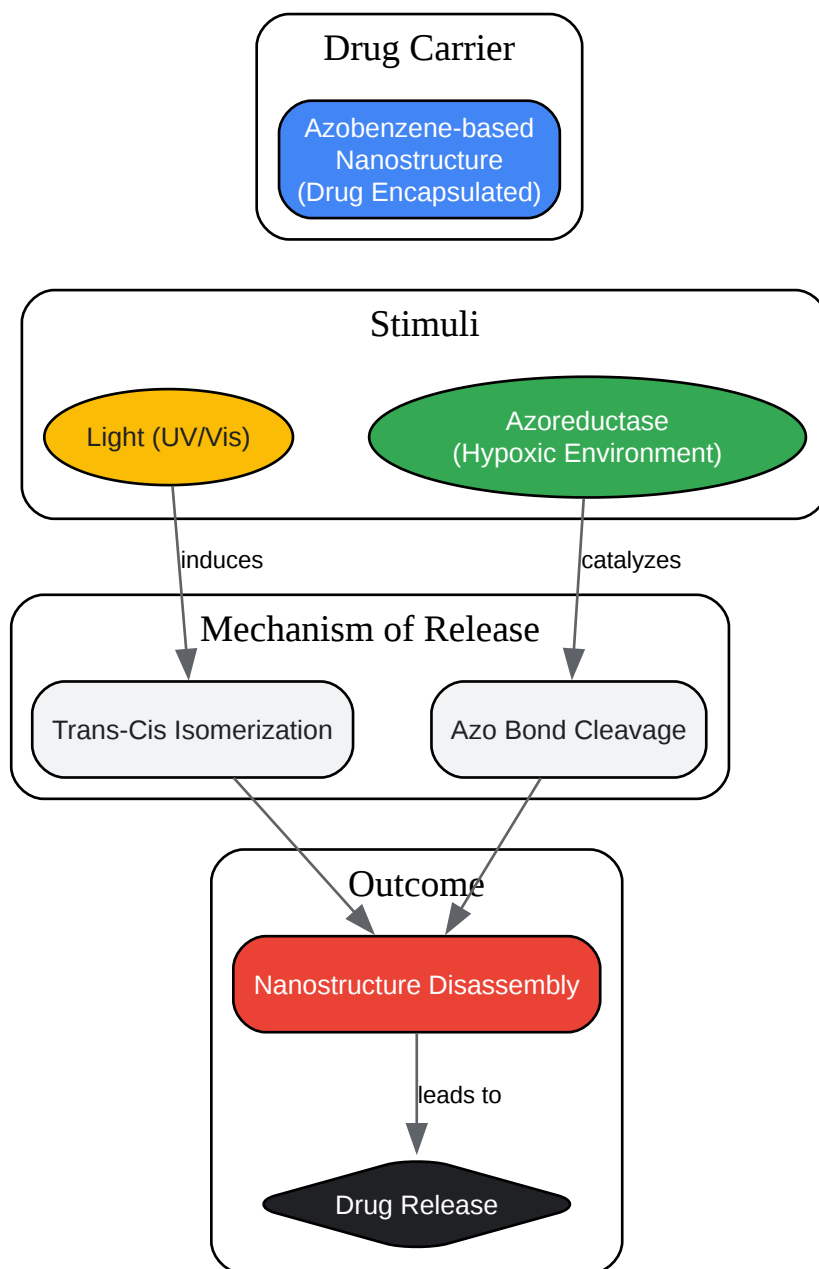 Drug Carrier
Azobenzene-based
Nanostructure
(Drug Encapsulated)
Stimuli
Light (UV/Vis)
Azoreductase
(Hypoxic Environment)
induces
catalyzes
Mechanism of Release
Trans-Cis Isomerization
Azo Bond Cleavage
Outcome
Nanostructure Disassembly
leads to
Drug Release